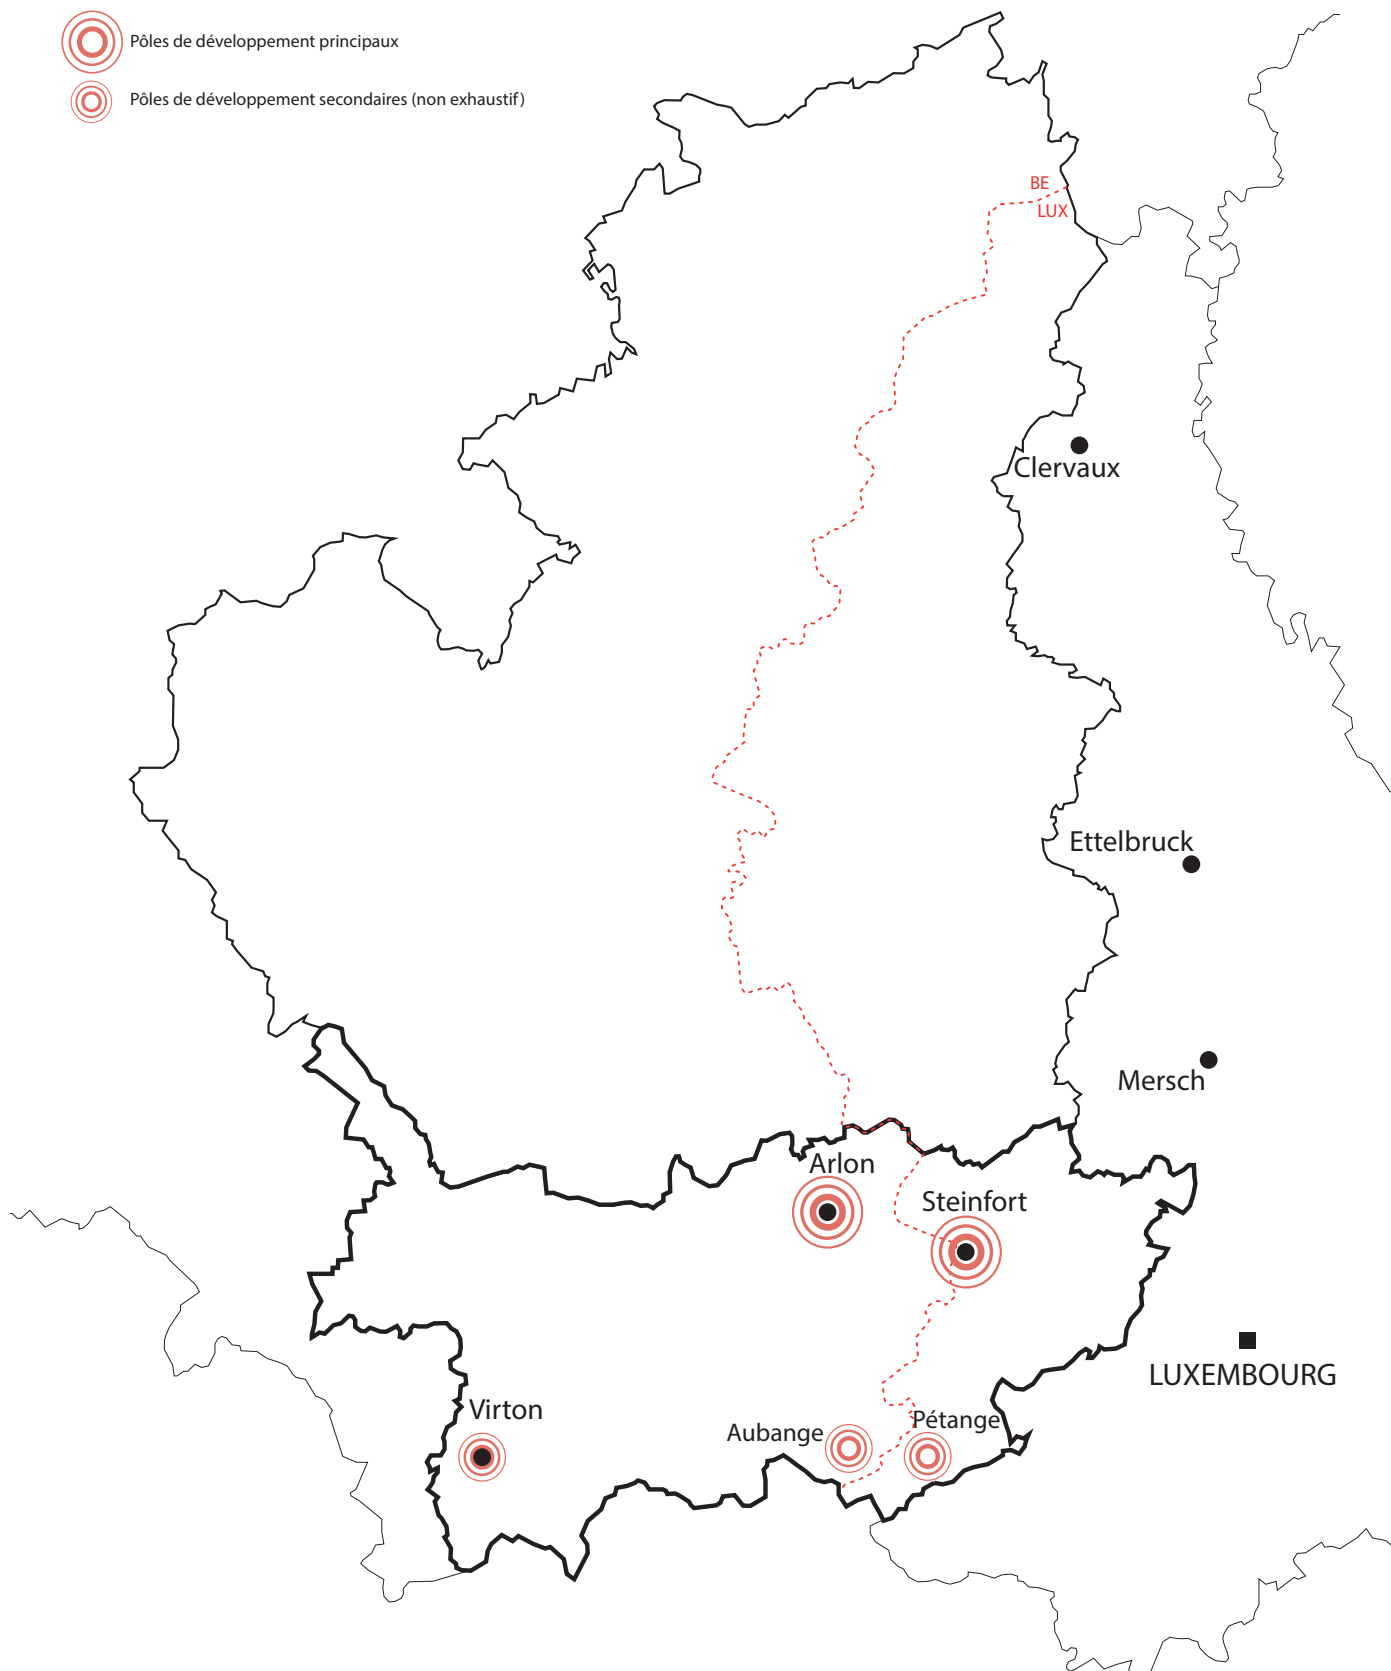 Pôles de développement principaux
Pôles de développement secondaires (non exhaustif)
BE
LUX
Clervaux
Ettelbruck
Mersch
Arlon
Steinfort
LUXEMBOURG
Virton
Aubange
Pétange